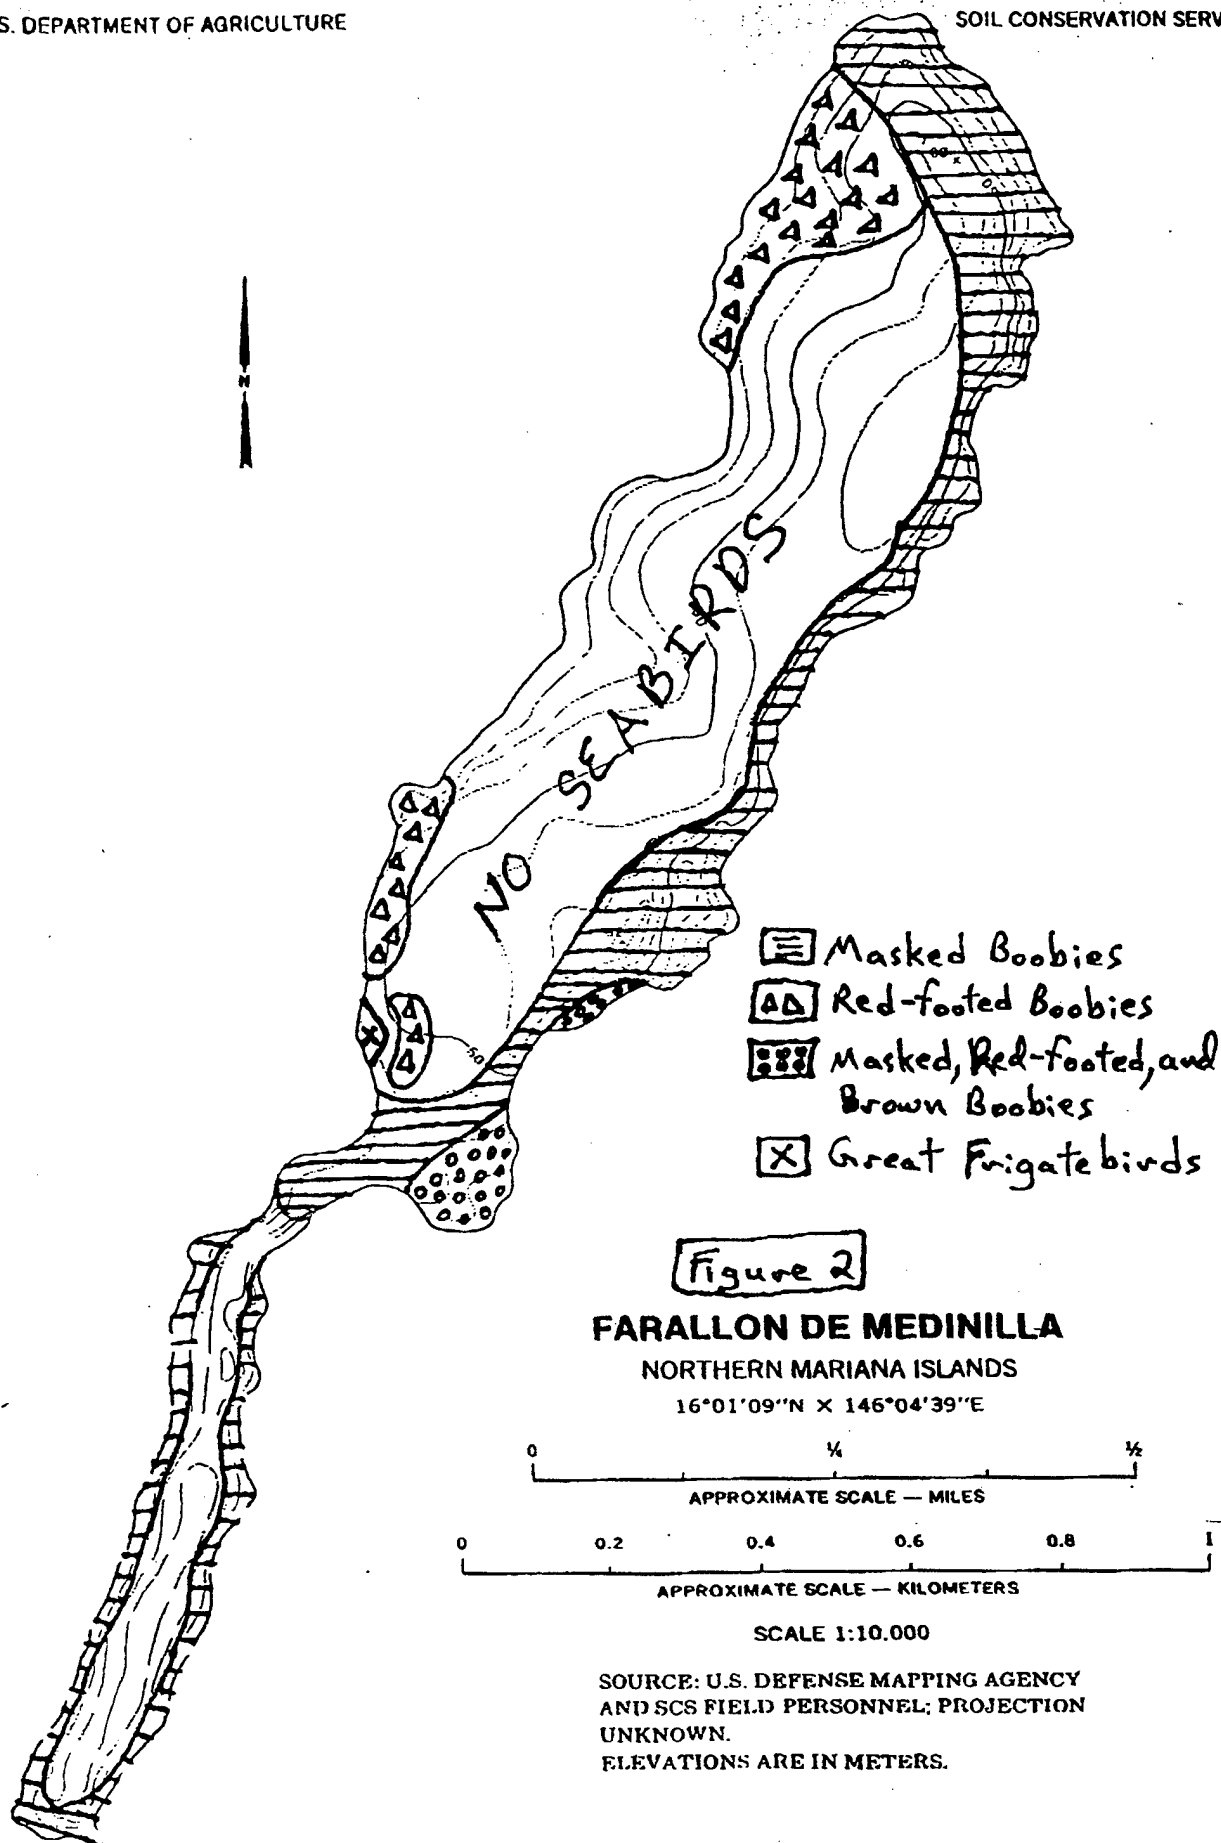 S. DEPARTMENT OF AGRICULTURE
SOIL CONSERVATION SERV
N
NO SEABIRDS
50
Masked Boobies
Red-footed Boobies
Masked, Red-footed, and
Brown Boobies
X Great Frigatebirds
Figure 2
FARALLON DE MEDINILLA
NORTHERN MARIANA ISLANDS
16°01'09"N X 146°04'39"E
0 ¼ ½
APPROXIMATE SCALE — MILES
0 0.2 0.4 0.6 0.8 1
APPROXIMATE SCALE — KILOMETERS
SCALE 1:10.000
SOURCE: U.S. DEFENSE MAPPING AGENCY
AND SCS FIELD PERSONNEL; PROJECTION
UNKNOWN.
ELEVATIONS ARE IN METERS.